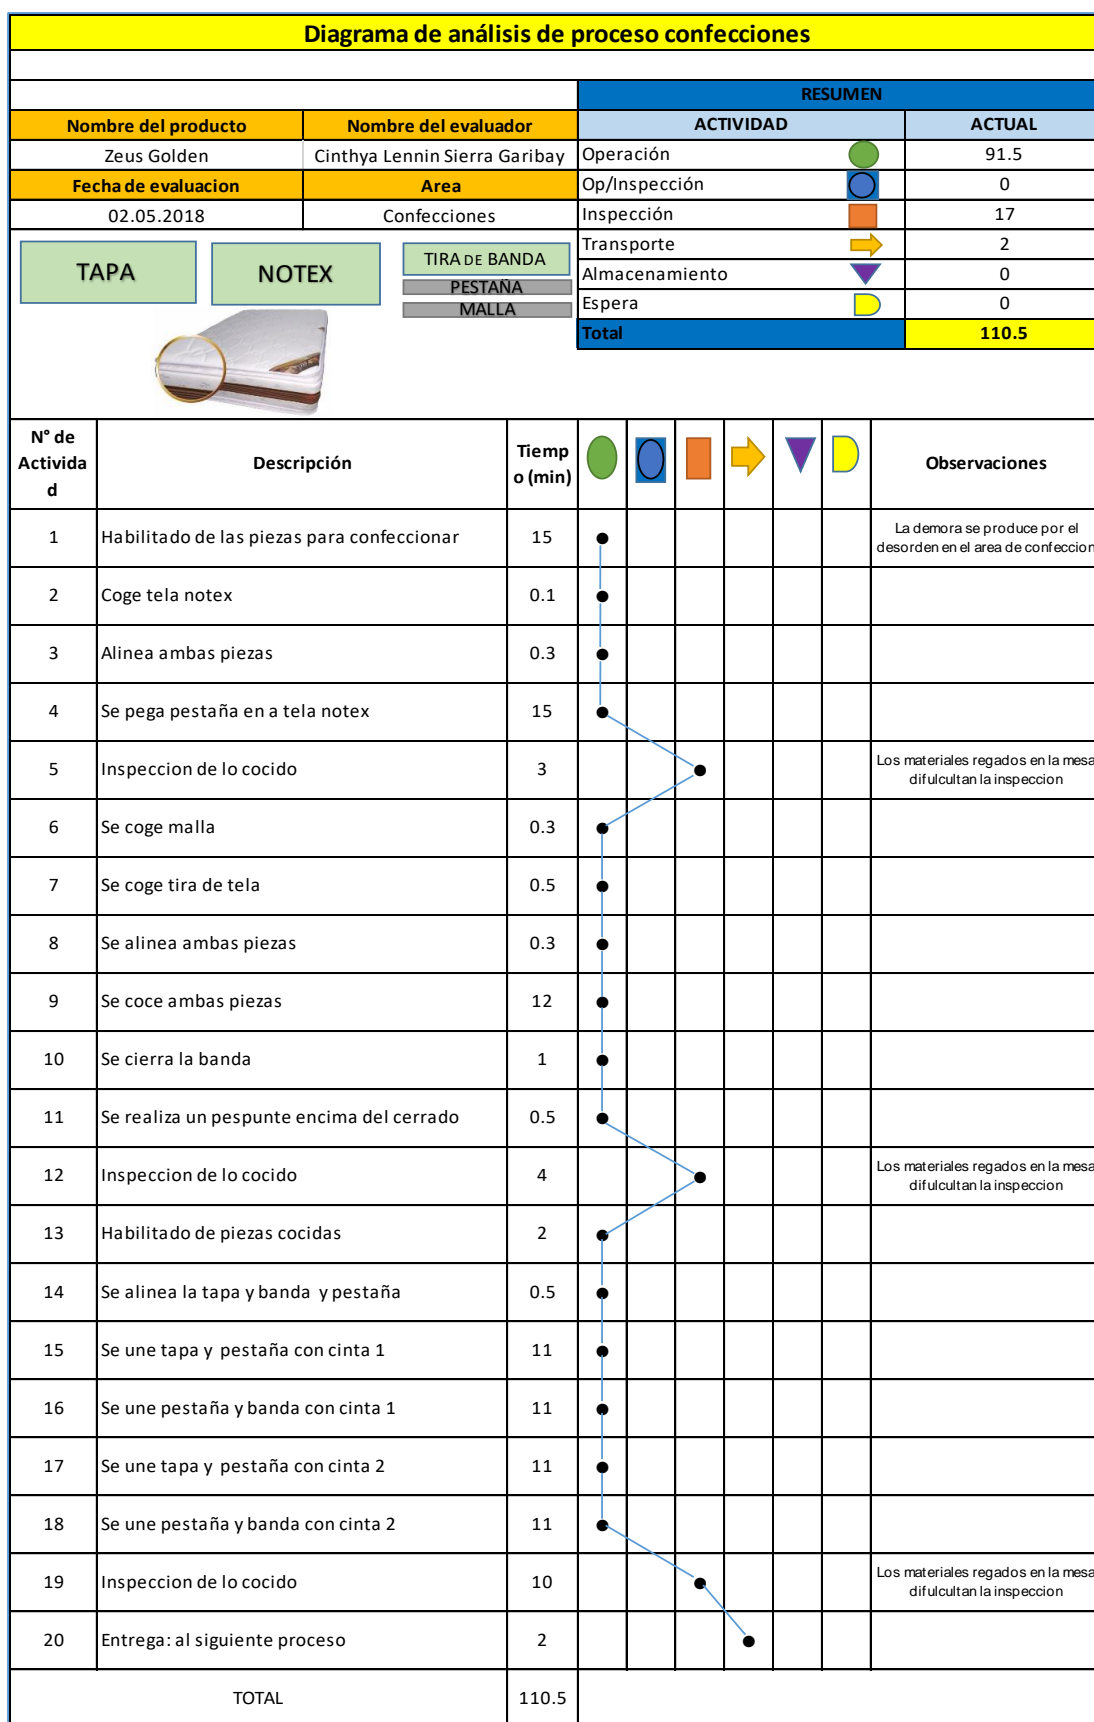 Diagrama de análisis de proceso confecciones
RESUMEN
Nombre del producto Nombre del evaluador ACTIVIDAD ACTUAL
Zeus Golden Cinthya Lennin Sierra Garibay Operación 91.5
Fecha de evaluacion Area Op/Inspección 0
02.05.2018 Confecciones Inspección 17
Transporte 2
TAPA NOTEX TIRA DE BANDA
Almacenamiento 0
PESTAÑA
Espera 0
MALLA
Total 110.5
N° de
Activida
d
Descripción
Tiemp
o (min)
Observaciones
1 Habilitado de las piezas para confeccionar 15 La demora se produce por el
desorden en el area de confeccion
2 Coge tela notex 0.1
3 Alinea ambas piezas 0.3
4 Se pega pestaña en a tela notex 15
5 Inspeccion de lo cocido 3 Los materiales regados en la mesa
difulcultan la inspeccion
6 Se coge malla 0.3
7 Se coge tira de tela 0.5
8 Se alinea ambas piezas 0.3
9 Se coce ambas piezas 12
10 Se cierra la banda 1
11 Se realiza un pespunte encima del cerrado 0.5
12 Inspeccion de lo cocido 4 Los materiales regados en la mesa
difulcultan la inspeccion
13 Habilitado de piezas cocidas 2
14 Se alinea la tapa y banda y pestaña 0.5
15 Se une tapa y pestaña con cinta 1 11
16 Se une pestaña y banda con cinta 1 11
17 Se une tapa y pestaña con cinta 2 11
18 Se une pestaña y banda con cinta 2 11
19 Inspeccion de lo cocido 10 Los materiales regados en la mesa
difulcultan la inspeccion
20 Entrega: al siguiente proceso 2
TOTAL 110.5